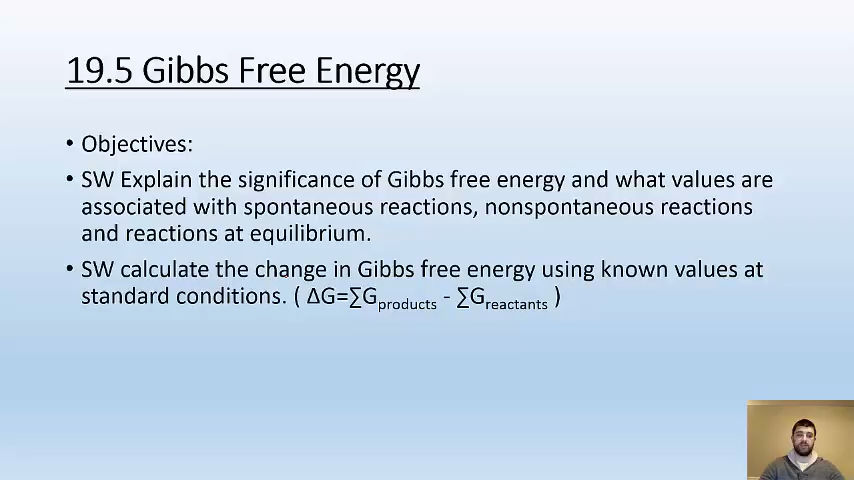 19.5 Gibbs Free Energy
• Objectives:
• SW Explain the significance of Gibbs free energy and what values are
associated with spontaneous reactions, nonspontaneous reactions
and reactions at equilibrium.
• SW calculate the change in Gibbs free energy using known values at
standard conditions. ( ΔG=∑Gproducts - ∑Greactants )